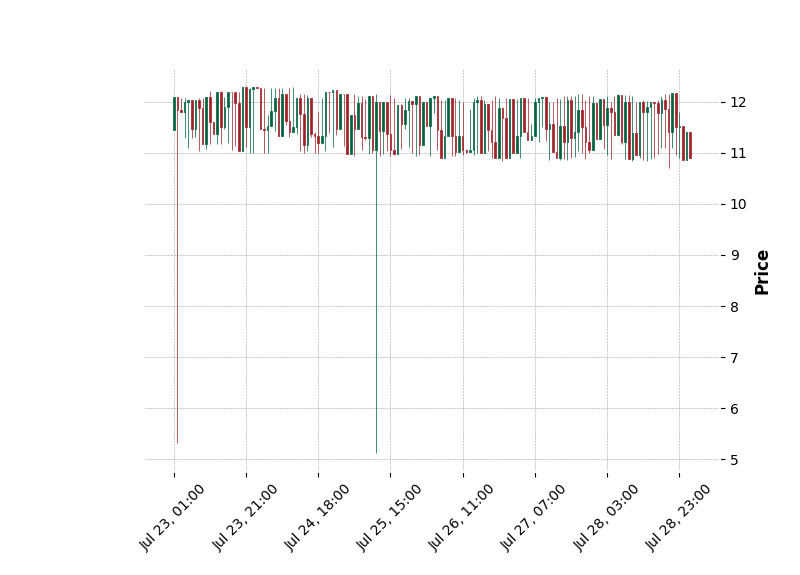 12
11
10
9
8
7
6
5
Price
Jul 23, 01:00
Jul 23, 21:00
Jul 24, 18:00
Jul 25, 15:00
Jul 26, 11:00
Jul 27, 07:00
Jul 28, 03:00
Jul 28, 23:00